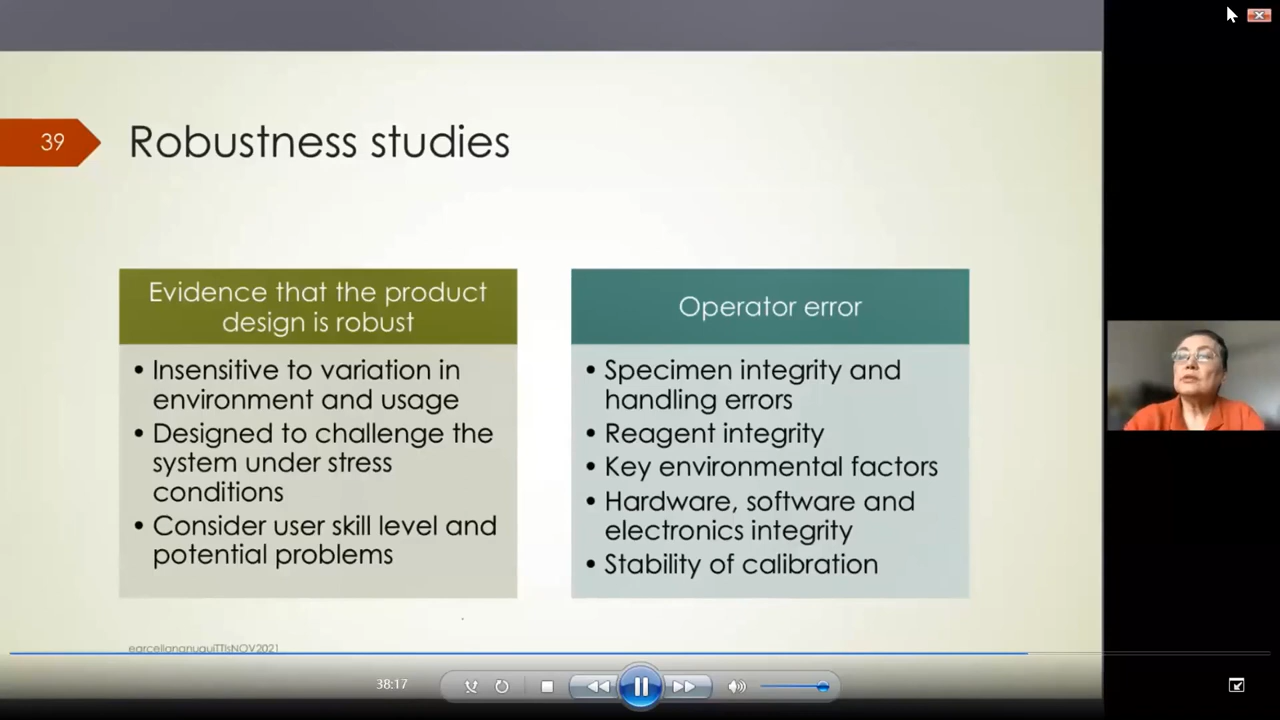 39
Robustness studies
Evidence that the product
design is robust
• Insensitive to variation in
environment and usage
• Designed to challenge the
system under stress
conditions
• Consider user skill level and
potential problems
Operator error
• Specimen integrity and
handling errors
• Reagent integrity
• Key environmental factors
• Hardware, software and
electronics integrity
• Stability of calibration
38:17